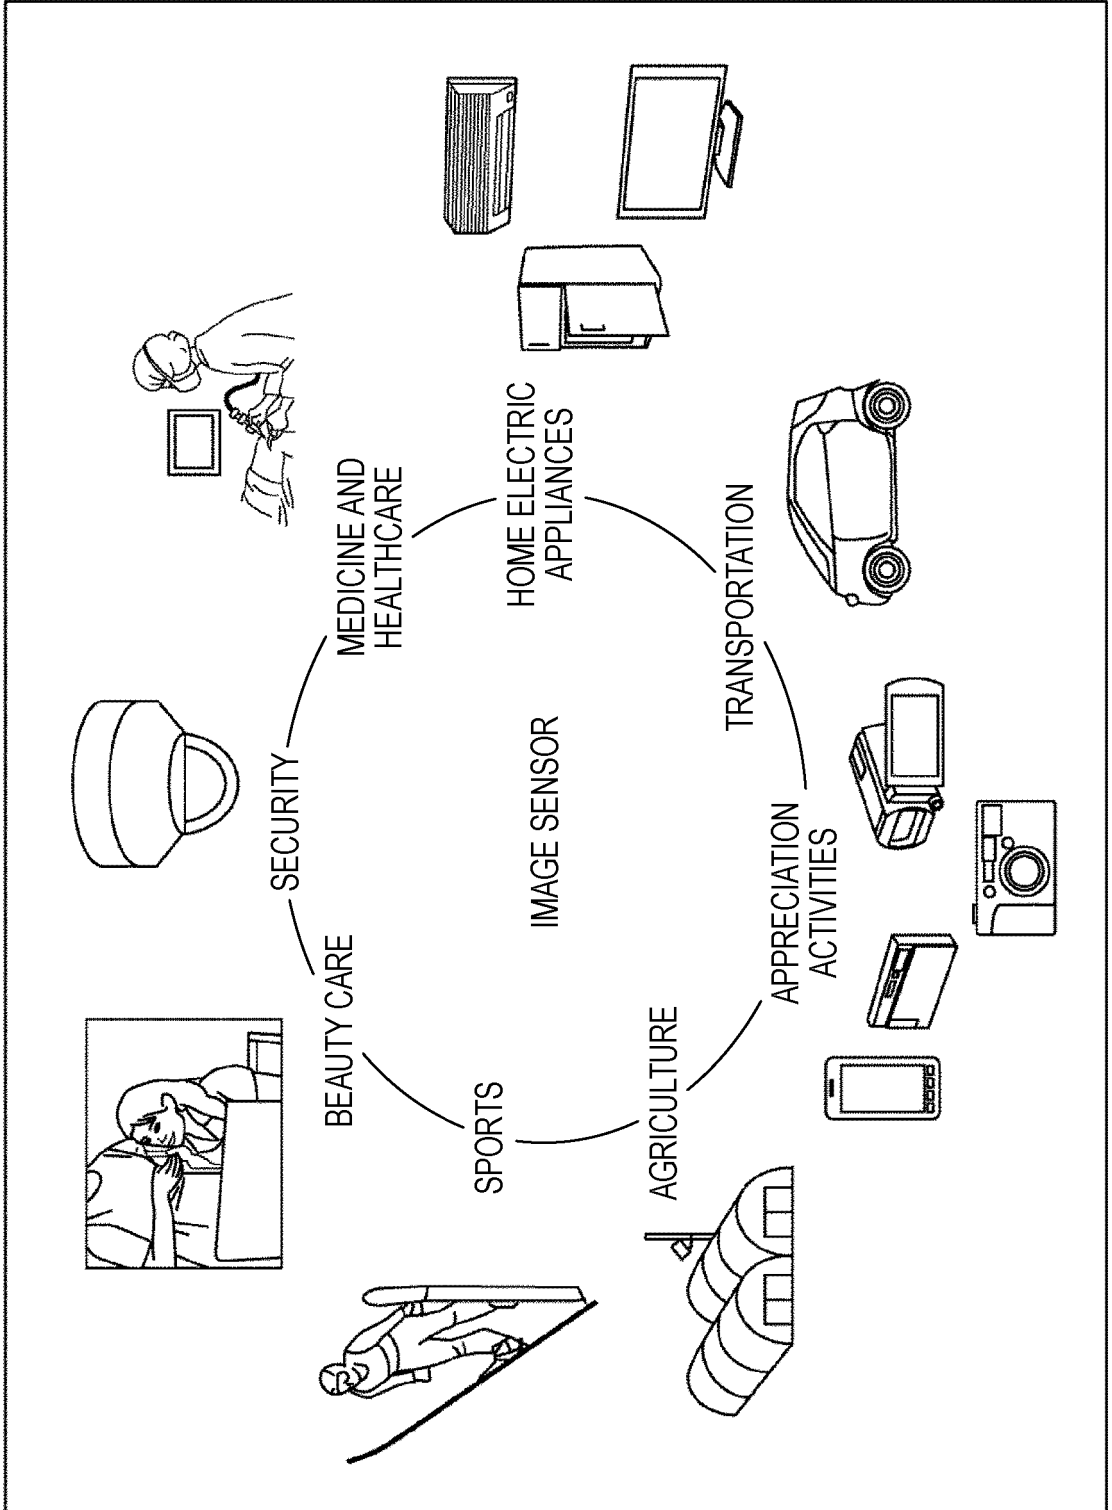 SECURITY
MEDICINE AND
HEALTHCARE
BEAUTY CARE
SPORTS
HOME ELECTRIC
APPLIANCES
IMAGE SENSOR
AGRICULTURE
TRANSPORTATION
APPRECIATION
ACTIVITIES